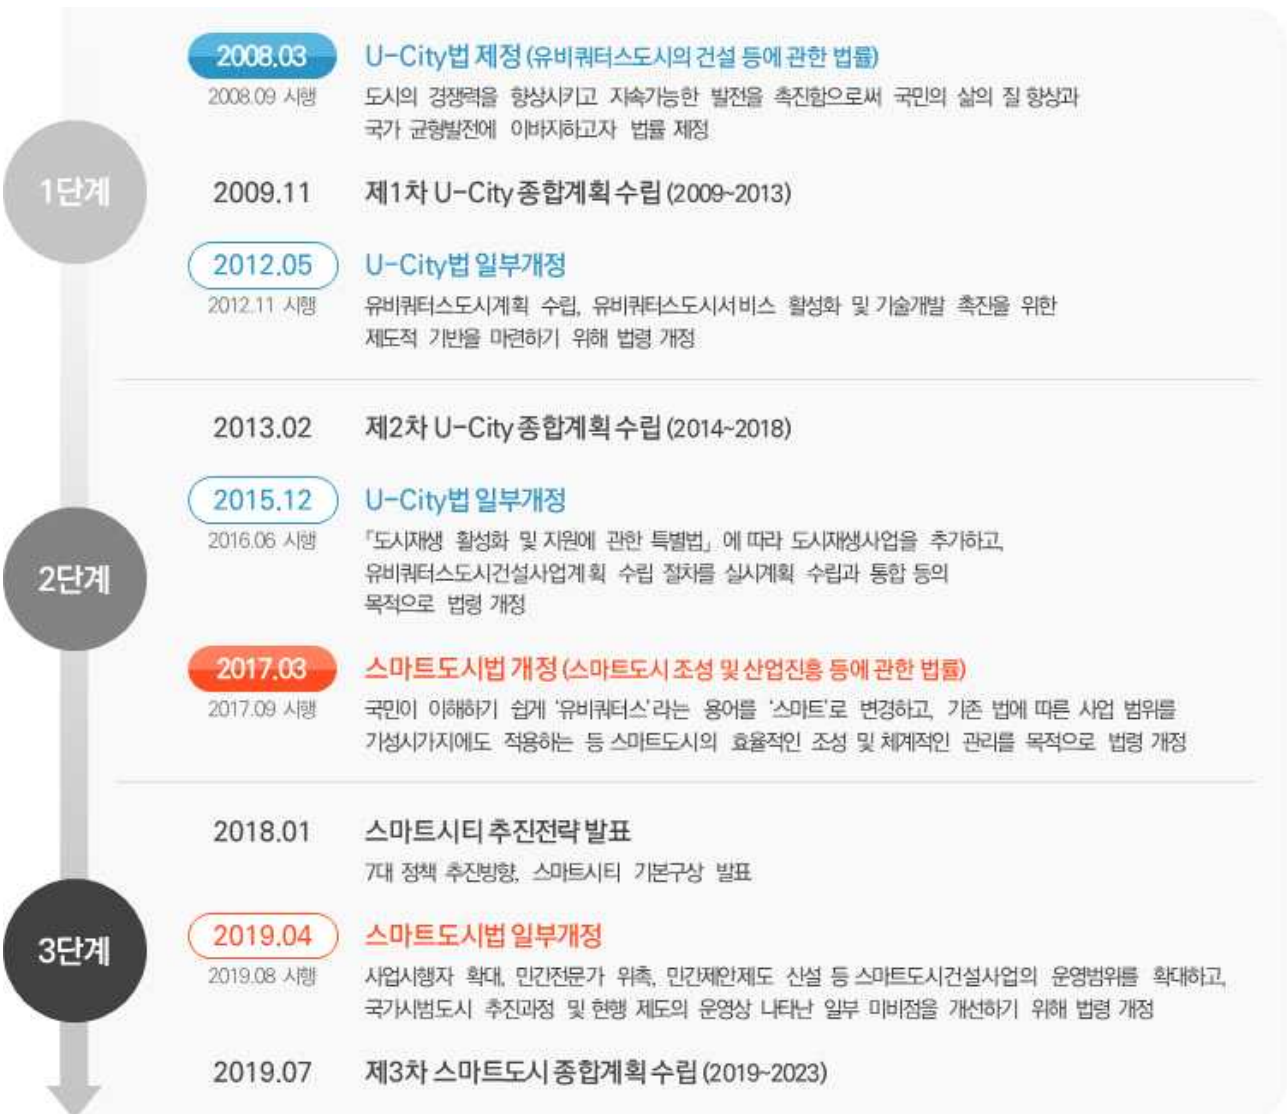 2008.03 U-City법 제정 (유비쿼터스도시의 건설 등에 관한 법률)
2008.09 시행 도시의 경쟁력을 향상시키고 지속가능한 발전을 촉진함으로써 국민의 삶의 질 향상과
국가 균형발전에 이바지하고자 법률 제정
1단계 2009.11 제1차 U-City 종합계획 수립 (2009~2013)
2012.05 U-City법 일부개정
2012.11 시행 유비쿼터스도시계획 수립, 유비쿼터스도시서비스 활성화 및 기술개발 촉진을 위한
제도적 기반을 마련하기 위해 법령 개정
2013.02 제2차 U-City 종합계획 수립 (2014~2018)
2015.12 U-City법 일부개정
2016.06 시행 「도시재생 활성화 및 지원에 관한 특별법」에 따라 도시재생사업을 추가하고,
2단계 유비쿼터스도시건설사업계획 수립 절차를 실시계획 수립과 통합 등의
목적으로 법령 개정
2017.03 스마트도시법 개정 (스마트도시 조성 및 산업진흥 등에 관한 법률)
2017.09 시행 국민이 이해하기 쉽게 '유비쿼터스'라는 용어를 '스마트'로 변경하고, 기존 법에 따른 사업 범위를
기성시가지에도 적용하는 등 스마트도시의 효율적인 조성 및 체계적인 관리를 목적으로 법령 개정
2018.01 스마트시티 추진전략 발표
7대 정책 추진방향, 스마트시티 기본구상 발표
3단계 2019.04 스마트도시법 일부개정
2019.08 시행 사업시행자 확대, 민간전문가 위촉, 민간제안제도 신설 등 스마트도시건설사업의 운영범위를 확대하고,
국가시범도시 추진과정 및 현행 제도의 운영상 나타난 일부 미비점을 개선하기 위해 법령 개정
2019.07 제3차 스마트도시 종합계획 수립 (2019~2023)